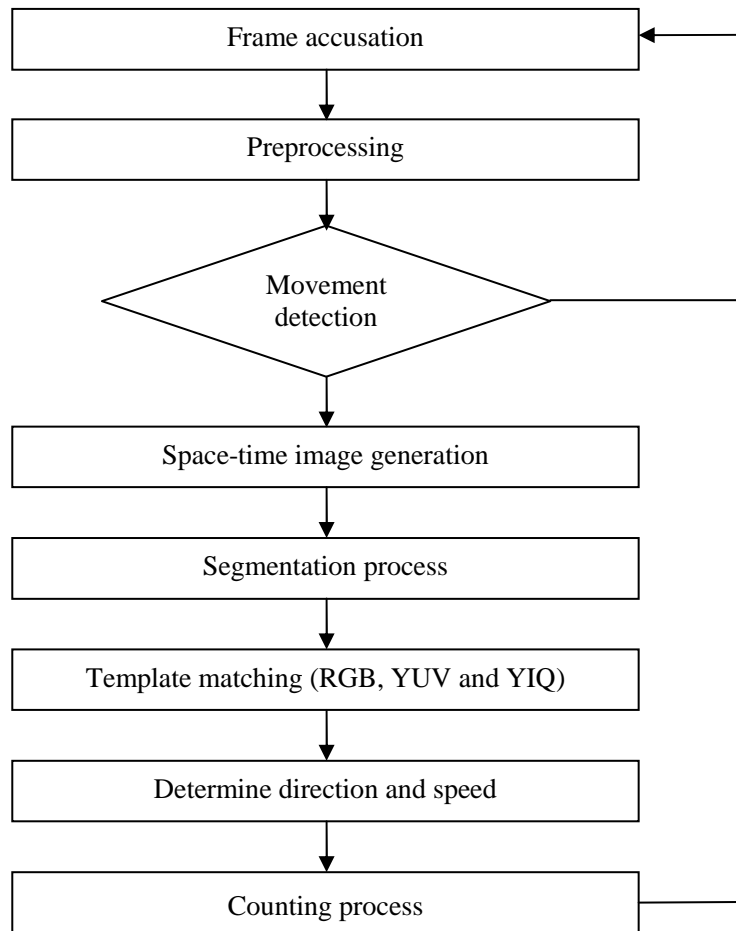 Frame accusation
Preprocessing
Movement
detection
Space-time image generation
Segmentation process
Template matching (RGB, YUV and YIQ)
Determine direction and speed
Counting process